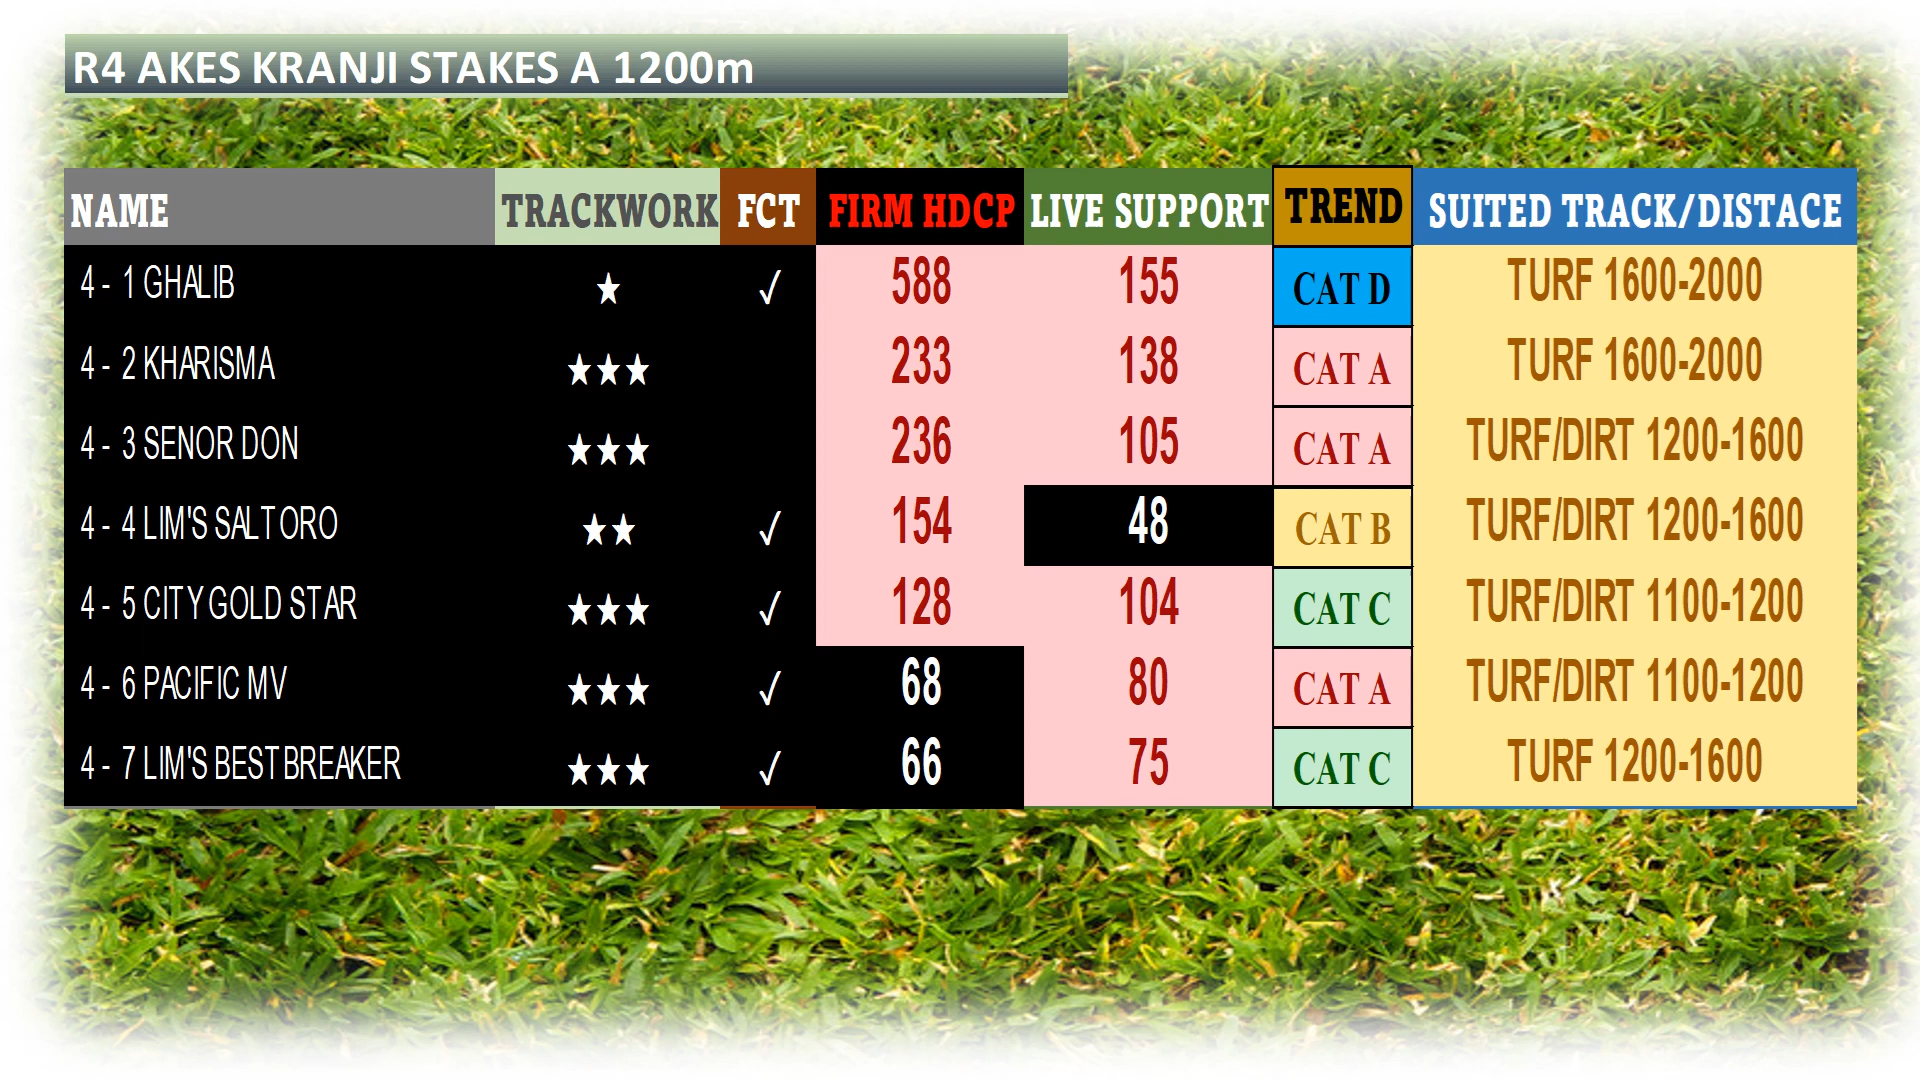 R4 AKES KRANJI STAKES A 1200m
NAME TRACKWORK FCT FIRM HDCP LIVE SUPPORT TREND SUITED TRACK/DISTACE
4 - 1 GHALIB ★ √ 588 155 CAT D TURF 1600-2000
4 - 2 KHARISMA ★★★ 233 138 CAT A TURF 1600-2000
4 - 3 SENOR DON ★★★ 236 105 CAT A TURF/DIRT 1200-1600
4 - 4 LIM'S SALT ORO ★★ √ 154 48 CAT B TURF/DIRT 1200-1600
4 - 5 CITY GOLD STAR ★★★ √ 128 104 CAT C TURF/DIRT 1100-1200
4 - 6 PACIFIC MV ★★★ √ 68 80 CAT A TURF/DIRT 1100-1200
4 - 7 LIM'S BEST BREAKER ★★★ √ 66 75 CAT C TURF 1200-1600